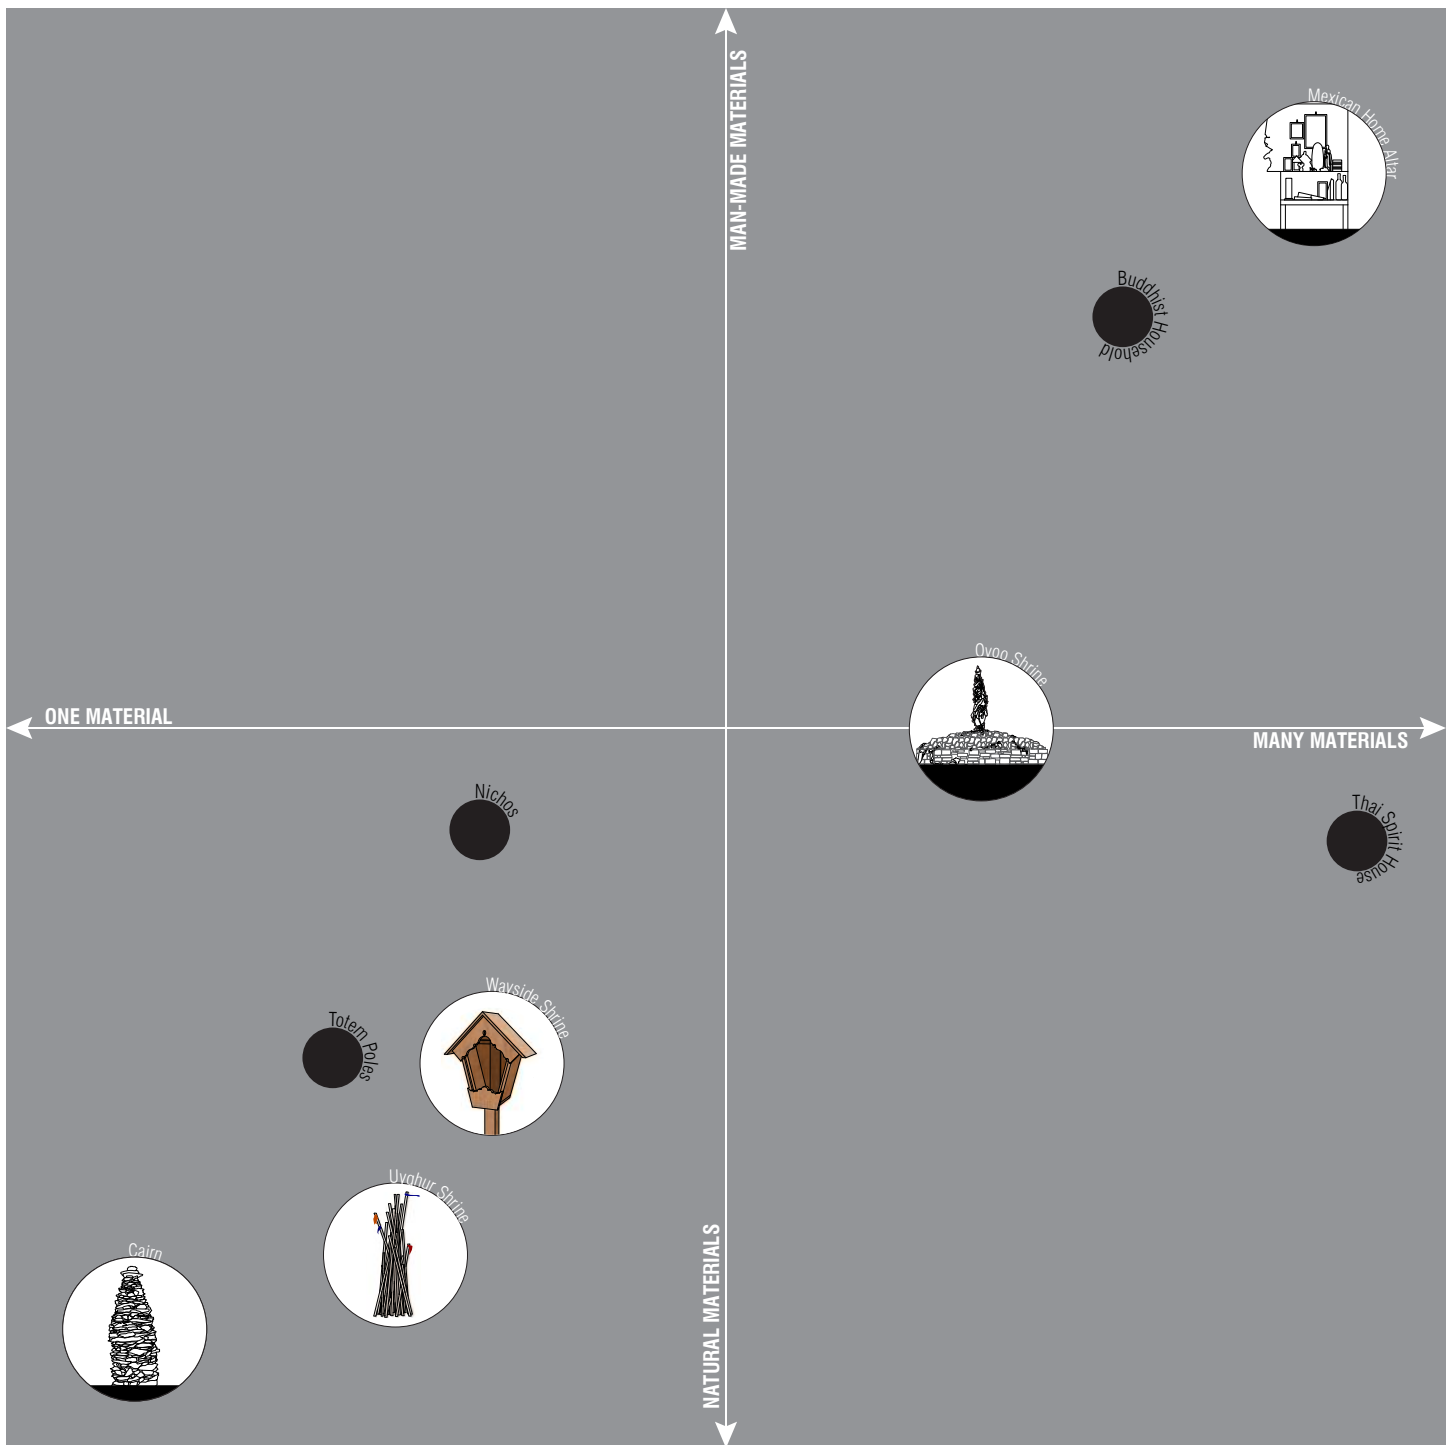 MAN-MADE MATERIALS
Mexican Home Altar
Buddhist Household
Ovoo Shrine
ONE MATERIAL
MANY MATERIALS
Nichos
Thai Spirit House
Wayside Shrine
Totem Poles
Uyghur Shrine
NATURAL MATERIALS
Cairn